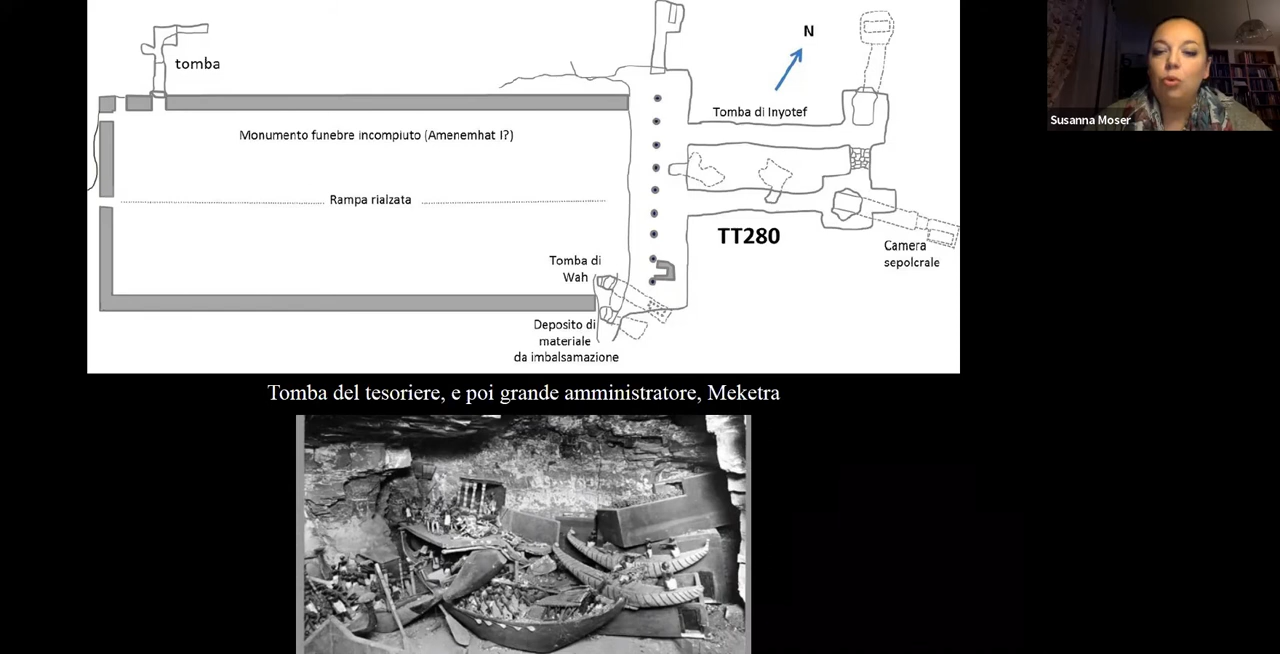 N
tomba
Tomba di Inyotef
Monumento funebre incompiuto (Amenemhat I?)
Susanna Moser
Rampa rialzata
TT280
Camera
sepolcrale
Tomba di
Wah
Deposito di
materiale
da imbalsamazione
Tomba del tesoriere, e poi grande amministratore, Meketra